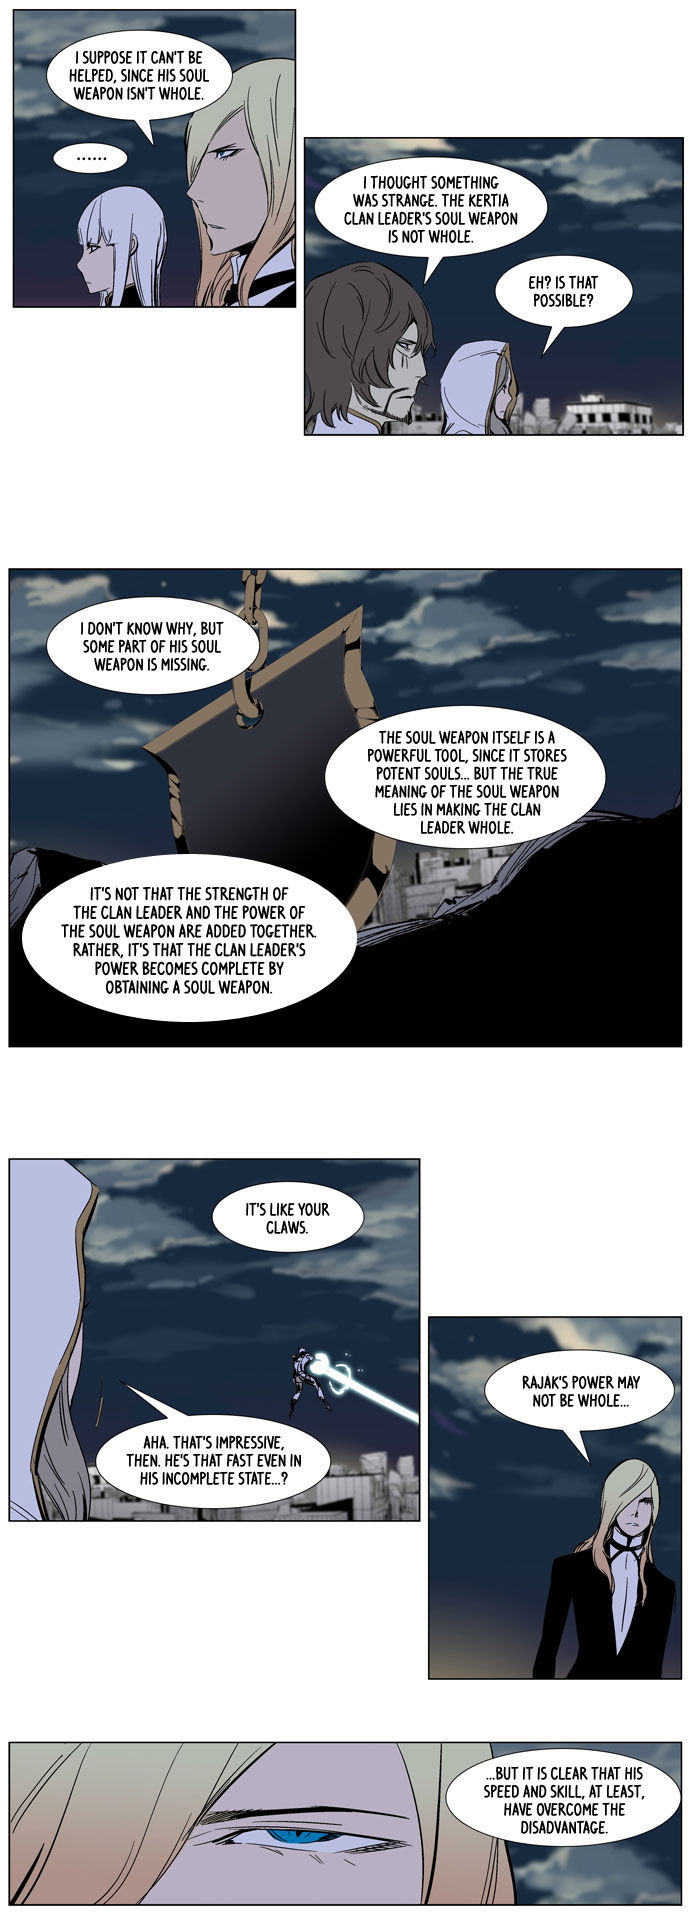 I SUPPOSE IT CAN'T BE
HELPED, SINCE HIS SOUL
WEAPON ISN'T WHOLE.
......
I THOUGHT SOMETHING
WAS STRANGE. THE KERTIA
CLAN LEADER'S SOUL WEAPON
IS NOT WHOLE.
EH? IS THAT
POSSIBLE?
I DON'T KNOW WHY, BUT
SOME PART OF HIS SOUL
WEAPON IS MISSING.
THE SOUL WEAPON ITSELF IS A
POWERFUL TOOL, SINCE IT STORES
POTENT SOULS... BUT THE TRUE
MEANING OF THE SOUL WEAPON
LIES IN MAKING THE CLAN
LEADER WHOLE.
IT'S NOT THAT THE STRENGTH OF
THE CLAN LEADER AND THE POWER OF
THE SOUL WEAPON ARE ADDED TOGETHER.
RATHER, IT'S THAT THE CLAN LEADER'S
POWER BECOMES COMPLETE BY
OBTAINING A SOUL WEAPON.
IT'S LIKE YOUR
CLAWS.
AHA. THAT'S IMPRESSIVE,
THEN. HE'S THAT FAST EVEN IN
HIS INCOMPLETE STATE...?
RAJAK'S POWER MAY
NOT BE WHOLE...
...BUT IT IS CLEAR THAT HIS
SPEED AND SKILL, AT LEAST,
HAVE OVERCOME THE
DISADVANTAGE.